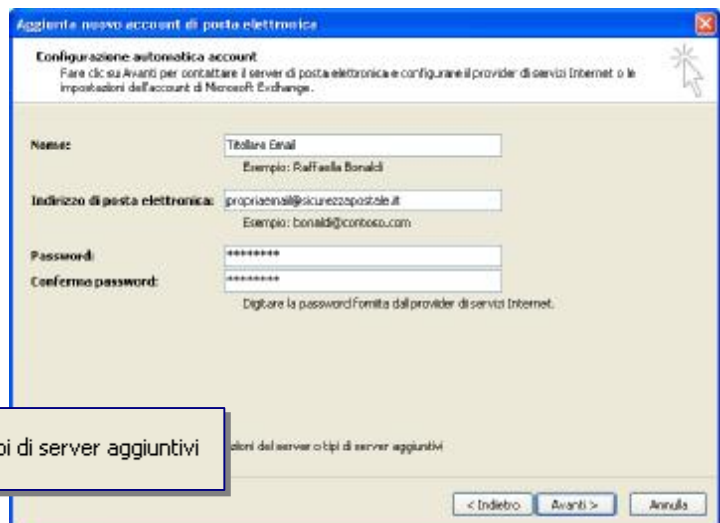 Aggiunta nuovo account di posta elettronica
Configurazione automatica account
Fare clic su Avanti per contattare il server di posta elettronica e configurare il provider di servizi Internet o le
impostazioni dell'account di Microsoft Exchange.
Nome:
Titolare Email
Esempio: Raffaella Bonaldi
Indirizzo di posta elettronica:
propriaemail@sicurezzapostale.it
Esempio: bonaldi@contoso.com
Password:
********
Conferma password:
********
Digitare la password fornita dal provider di servizi Internet.
di server aggiuntivi
del server o tipi di server aggiuntivi
< Indietro
Avanti >
Annulla